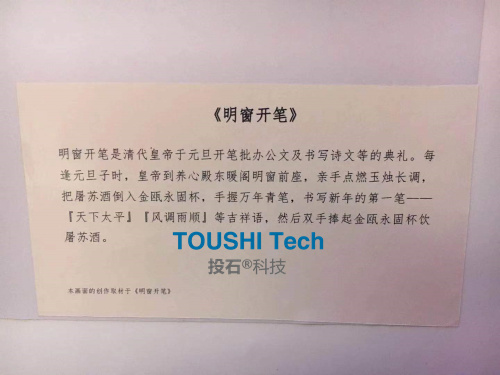 《明窗开笔》
明窗开笔是清代皇帝于元旦开笔批办公文及书写诗文等的典礼。每
逢元旦子时，皇帝到养心殿东暖阁明窗前座，亲手点燃玉烛长调，
把屠苏酒倒入金瓯永固杯，手握万年青笔，书写新年的第一笔——
『天下太平』『风调雨顺』等吉祥语，然后双手捧起金瓯永固杯饮
屠苏酒。
TOUSHI Tech
投石®科技
本画面的创作取材于《明窗开笔》